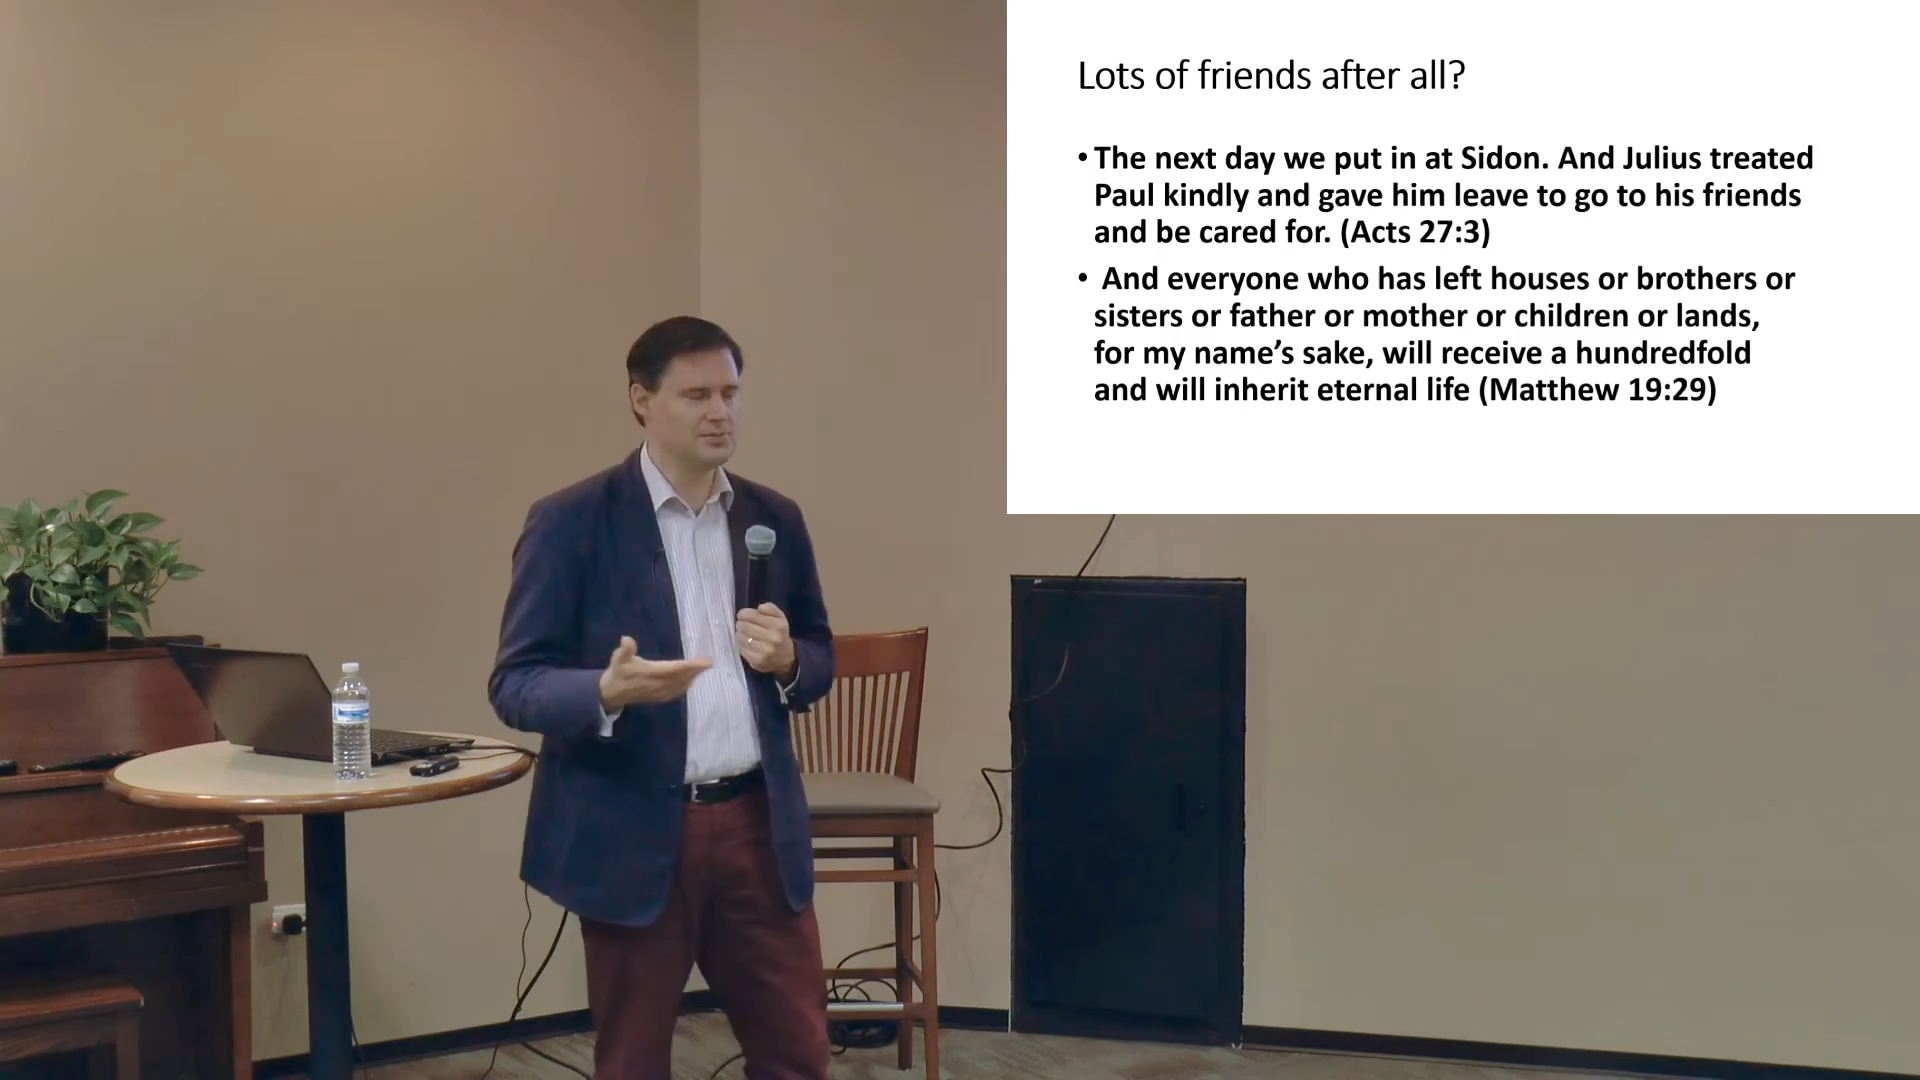 Lots of friends after all?
• The next day we put in at Sidon. And Julius treated
Paul kindly and gave him leave to go to his friends
and be cared for. (Acts 27:3)
• And everyone who has left houses or brothers or
sisters or father or mother or children or lands,
for my name’s sake, will receive a hundredfold
and will inherit eternal life (Matthew 19:29)